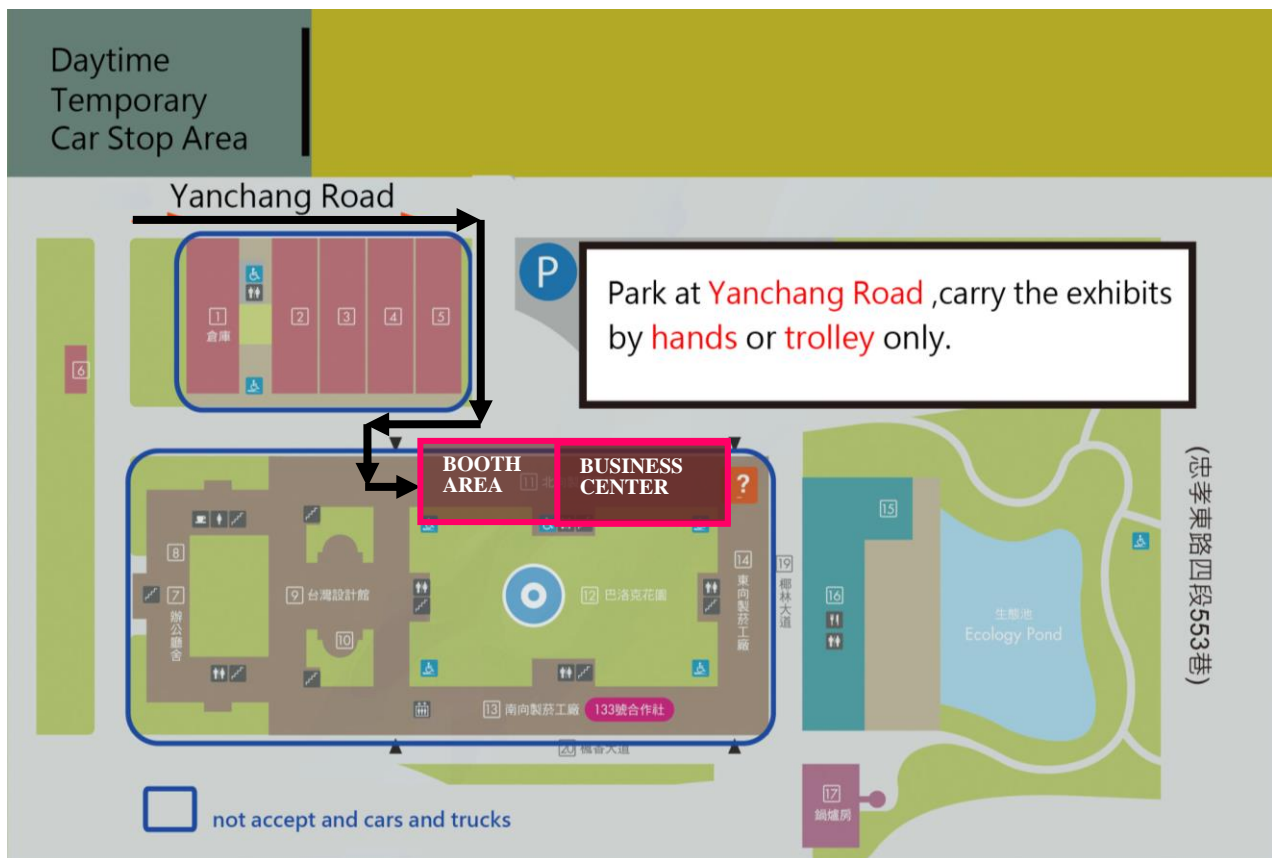 Daytime
Temporary
Car Stop Area
Yanchang Road
P
Park at Yanchang Road ,carry the exhibits
by hands or trolley only.
1
倉庫
2
3
4
5
6
BOOTH
AREA
BUSINESS
CENTER
11 北
?
8
7
辦公廳舍
9 台灣設計館
10
12 巴洛克花園
14
東向製菸工廠
19
椰林大道
13 南向製菸工廠
133號合作社
20 楓香大道
15
16
生態池
Ecology Pond
17
鍋爐房
(忠孝東路四段553巷)
not accept and cars and trucks